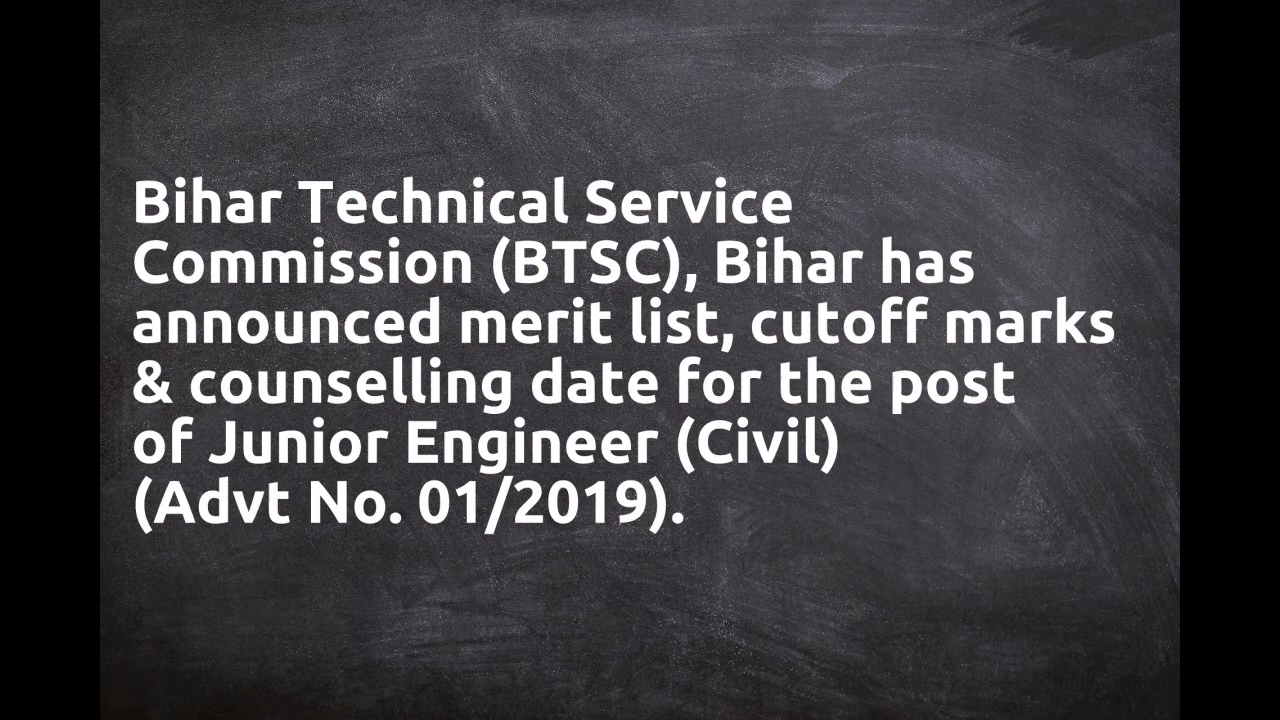 Bihar Technical Service
Commission (BTSC), Bihar has
announced merit list, cutoff marks
& counselling date for the post
of Junior Engineer (Civil)
(Advt No. 01/2019).